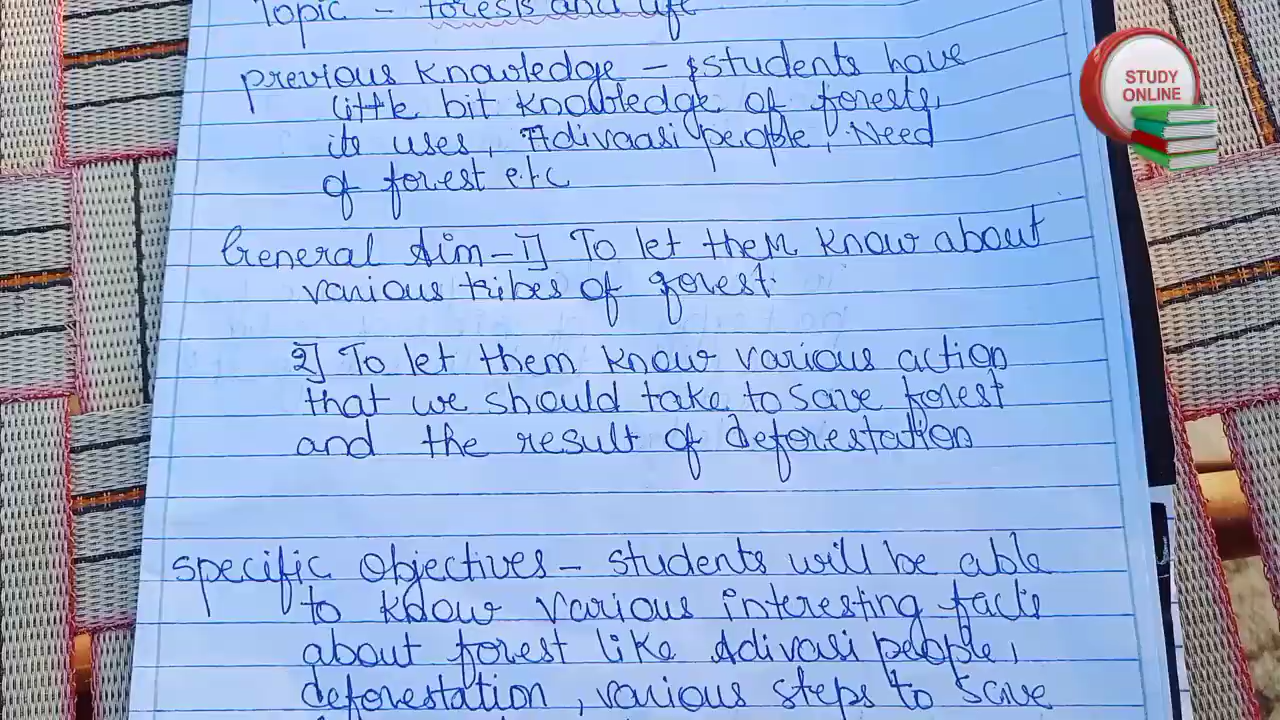 Topic - forests and life
previous knowledge - students have
little bit knowledge of forests,
its uses, Adivaasi people, Need
of forest etc
General Aim-1] To let them know about
various tribes of forest.
2] To let them know various action
that we should take to save forest
and the result of deforestation
specific objectives - students will be able
to know various interesting facts
about forest like Adivasi people,
deforestation, various steps to save
STUDY
ONLINE